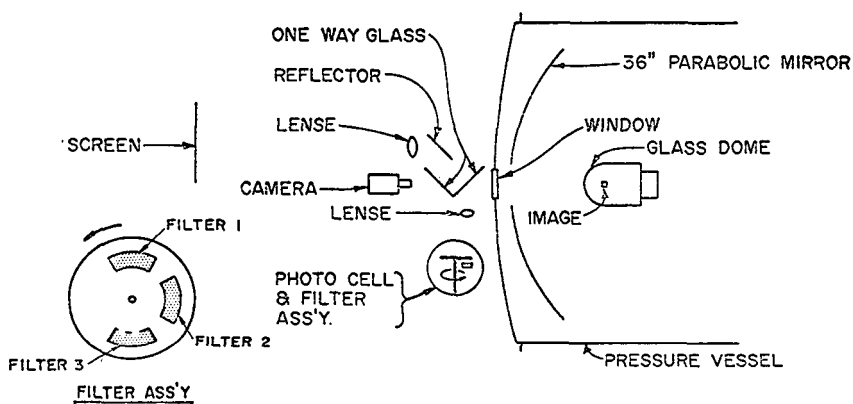 ONE WAY GLASS
REFLECTOR
36" PARABOLIC MIRROR
LENSE
WINDOW
SCREEN
GLASS DOME
CAMERA
LENSE
IMAGE
FILTER 1
PHOTO CELL
& FILTER
ASS'Y.
FILTER 2
FILTER 3
PRESSURE VESSEL
FILTER ASS'Y